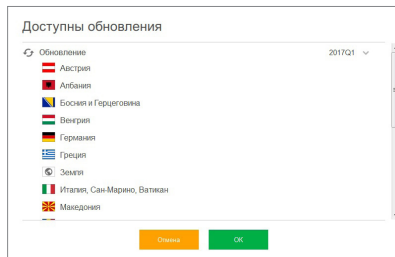 Доступны обновления
Обновление 2017Q1
Австрия
Албания
Босния и Герцеговина
Венгрия
Германия
Греция
Земля
Италия, Сан-Марино, Ватикан
Македония
Отмена OK